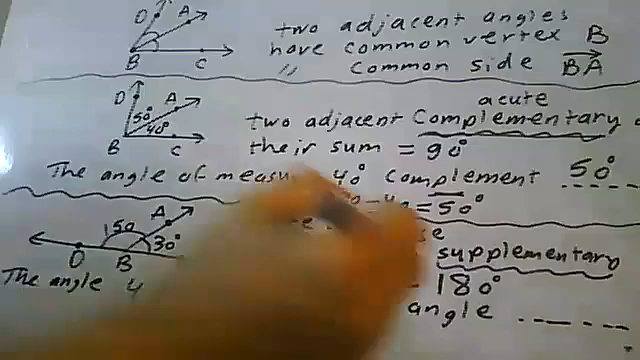 D A
two adjacent angles
have common vertex B
B C
" common side BA
acute
D A
50° 40°
two adjacent Complementary
B C
their sum = 90°
The angle of 40° Complement 50°
= 50°
150 A
30°
D B
supplementary
180°
The angle
angle